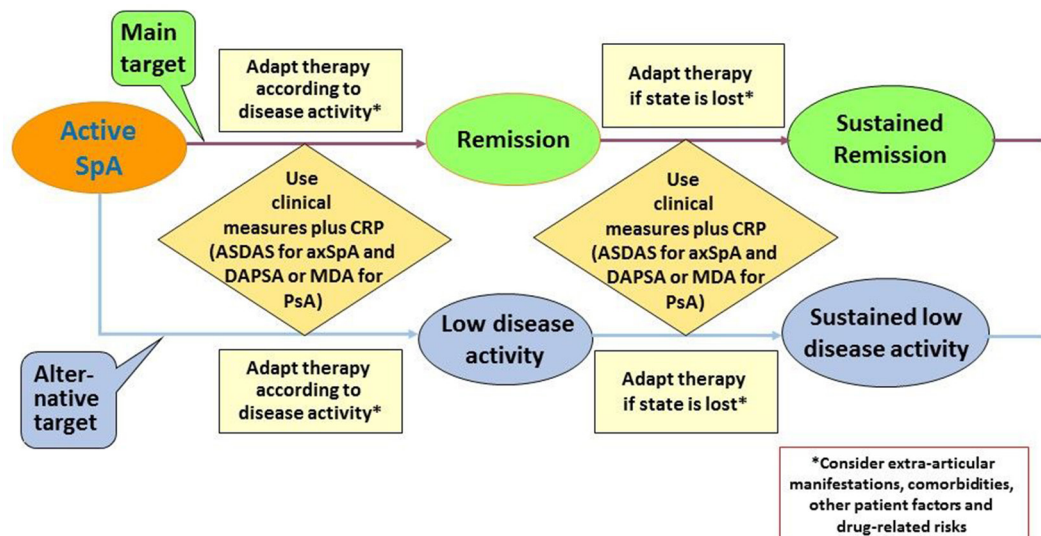 Main
target
Adapt therapy
according to
disease activity*
Adapt therapy
if state is lost*
Active
SpA
Remission
Sustained
Remission
Use
clinical
measures plus CRP
(ASDAS for axSpA and
DAPSA or MDA for
PsA)
Use
clinical
measures plus CRP
(ASDAS for axSpA and
DAPSA or MDA for
PsA)
Low disease
activity
Sustained low
disease activity
Alter-
native
target
Adapt therapy
according to
disease activity*
Adapt therapy
if state is lost*
*Consider extra-articular
manifestations, comorbidities,
other patient factors and
drug-related risks